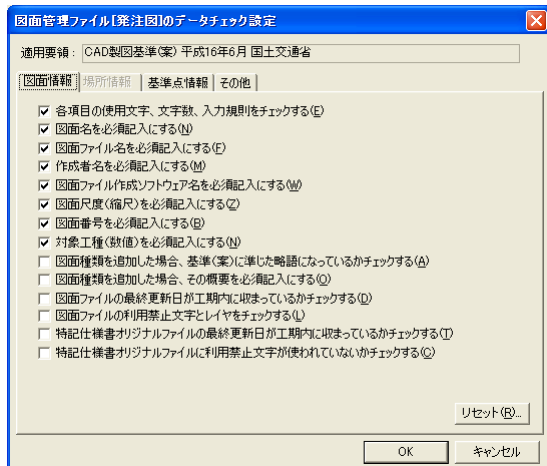 図面管理ファイル[発注図]のデータチェック設定
適用要領： CAD製図基準(案) 平成16年6月 国土交通省
図面情報 場所情報 基準点情報 その他
各項目の使用文字、文字数、入力規則をチェックする(E)
図面名を必須記入にする(N)
図面ファイル名を必須記入にする(F)
作成者名を必須記入にする(M)
図面ファイル作成ソフトウェア名を必須記入にする(W)
図面尺度(縮尺)を必須記入にする(Z)
図面番号を必須記入にする(B)
対象工種(数値)を必須記入にする(N)
図面種類を追加した場合、基準(案)に準じた略語になっているかチェックする(A)
図面種類を追加した場合、その概要を必須記入にする(O)
図面ファイルの最終更新日が工期内に収まっているかチェックする(D)
図面ファイルの利用禁止文字とレイヤをチェックする(L)
特記仕様書オリジナルファイルの最終更新日が工期内に収まっているかチェックする(T)
特記仕様書オリジナルファイルに利用禁止文字が使われていないかチェックする(C)
リセット(R)...
OK キャンセル